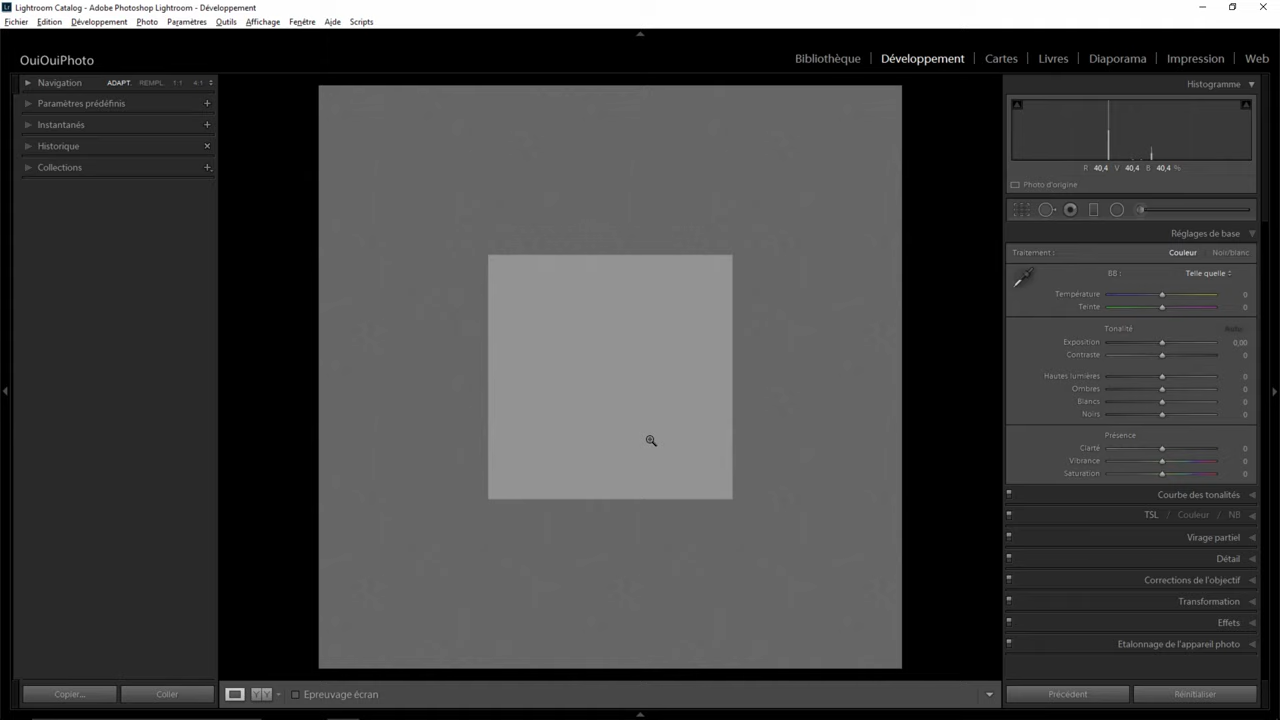 Lightroom Catalog - Adobe Photoshop Lightroom - Développement
Fichier Edition Développement Photo Paramètres Outils Affichage Fenêtre Aide Scripts
OuiOuiPhoto
Bibliothèque | Développement | Cartes | Livres | Diaporama | Impression | Web
Navigation ADAPT. REMPL. 1:1 4:1
Paramètres prédéfinis
Instantanés
Historique
Collections
Histogramme
R 40,4 V 40,4 B 40,4 %
Photo d'origine
Réglages de base
Traitement : Couleur Noir/blanc
BB : Telle quelle
Température 0
Teinte 0
Tonalité Auto
Exposition 0,00
Contraste 0
Hautes lumières 0
Ombres 0
Blancs 0
Noirs 0
Présence
Clarté 0
Vibrance 0
Saturation 0
Courbe des tonalités
TSL / Couleur / NB
Virage partiel
Détail
Corrections de l'objectif
Transformation
Effets
Etalonnage de l'appareil photo
Copier... Coller
YY Epreuvage écran
Précédent Réinitialiser